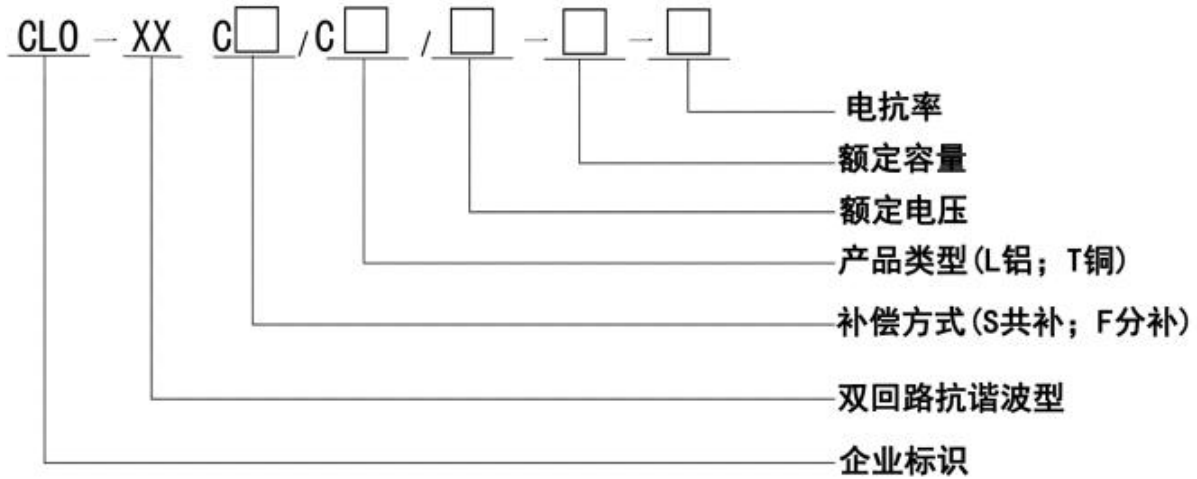 CLO-XX C□/C□/□-□-□
电抗率
额定容量
额定电压
产品类型(L铝；T铜)
补偿方式(S共补；F分补)
双回路抗谐波型
企业标识